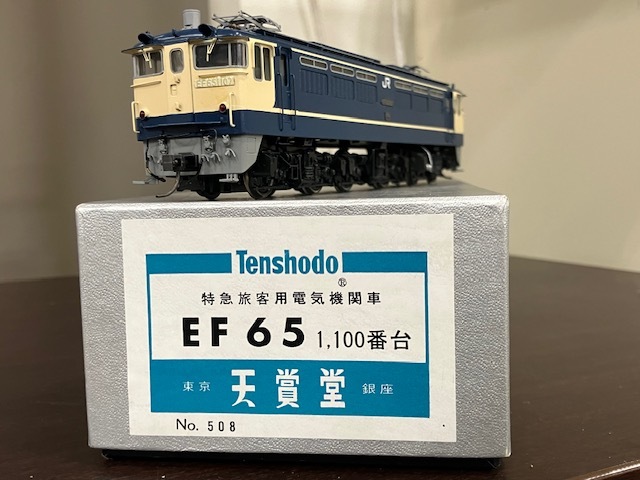 EF651107
JR
Tenshodo®
特急旅客用電気機関車
EF65 1,100番台
東京 天賞堂 銀座
No. 508